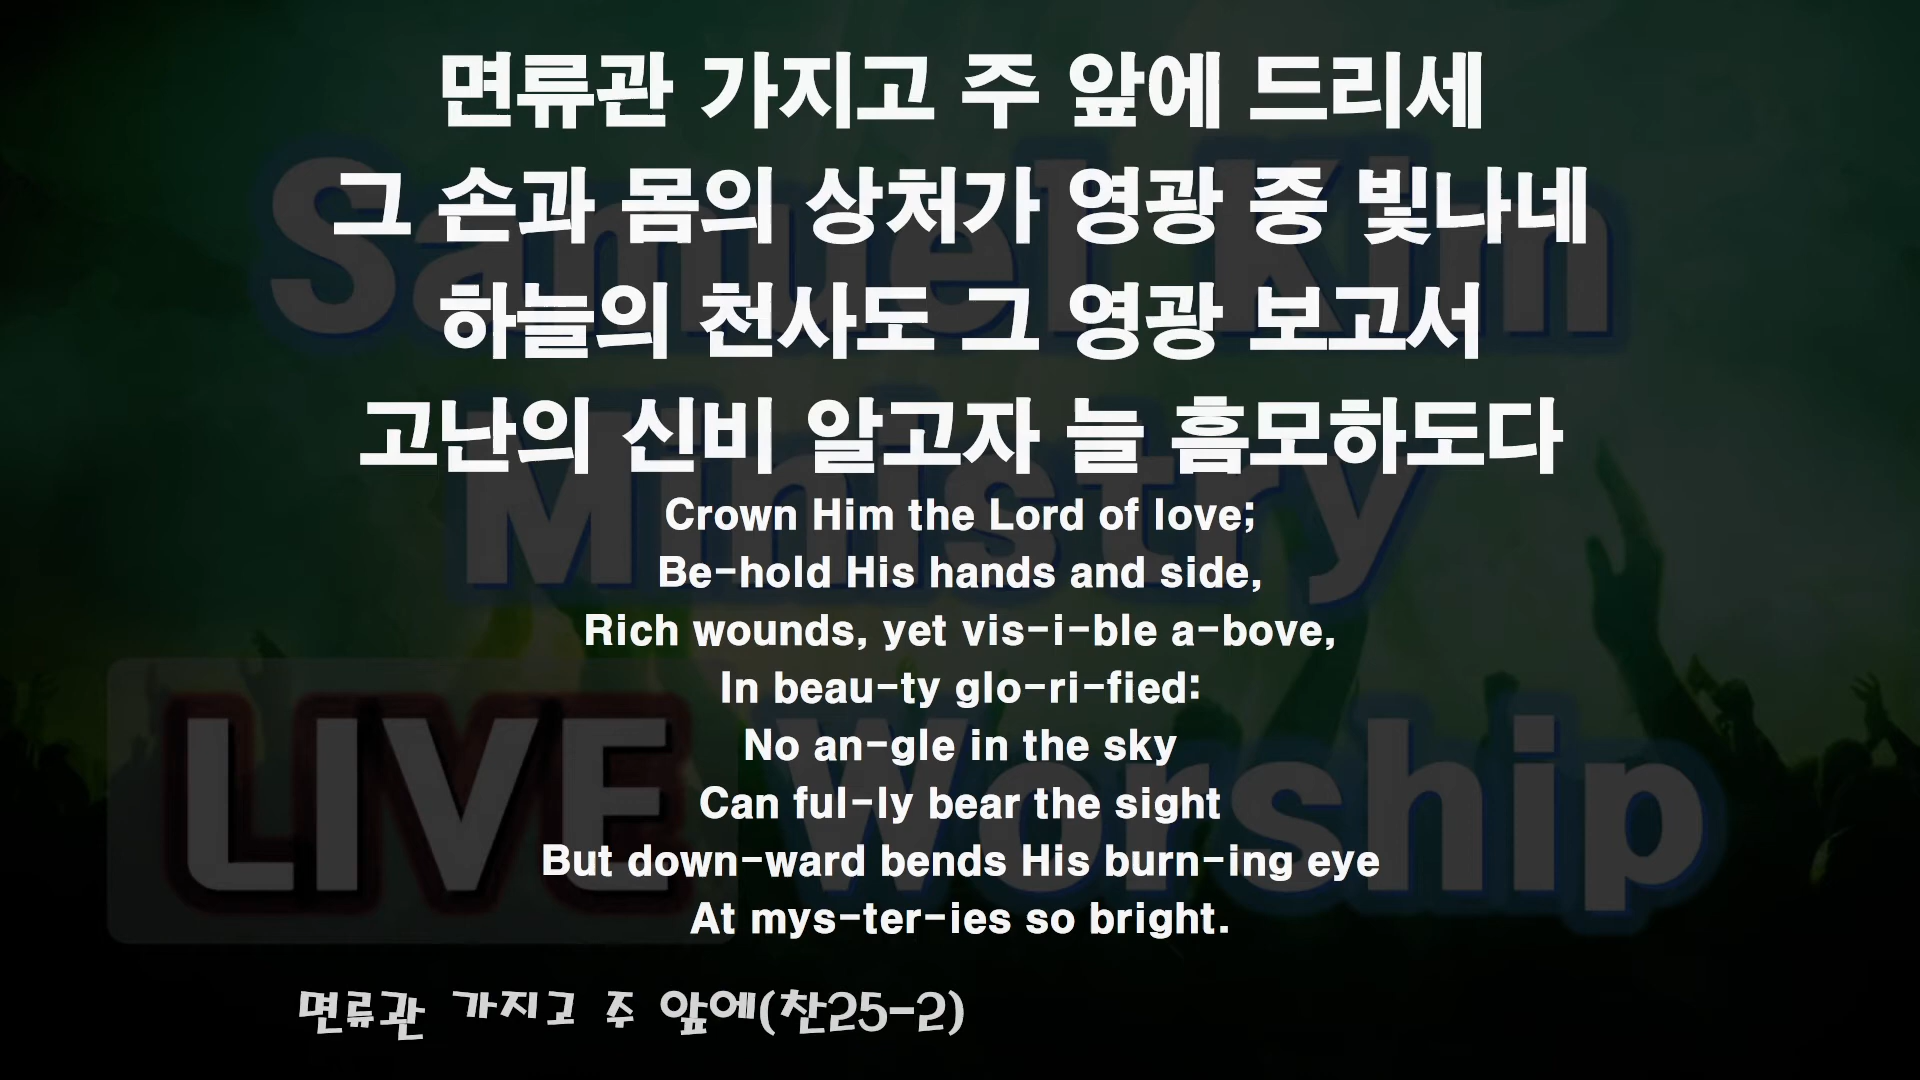 면류관 가지고 주 앞에 드리세
그 손과 몸의 상처가 영광 중 빛나네
하늘의 천사도 그 영광 보고서
고난의 신비 알고자 늘 흠모하도다
Crown Him the Lord of love;
Be-hold His hands and side,
Rich wounds, yet vis-i-ble a-bove,
In beau-ty glo-ri-fied:
No an-gle in the sky
Can ful-ly bear the sight
But down-ward bends His burn-ing eye
At mys-ter-ies so bright.
면류관 가지고 주 앞에(찬25-2)
Samuel Kim
Ministry
LIVE Worship